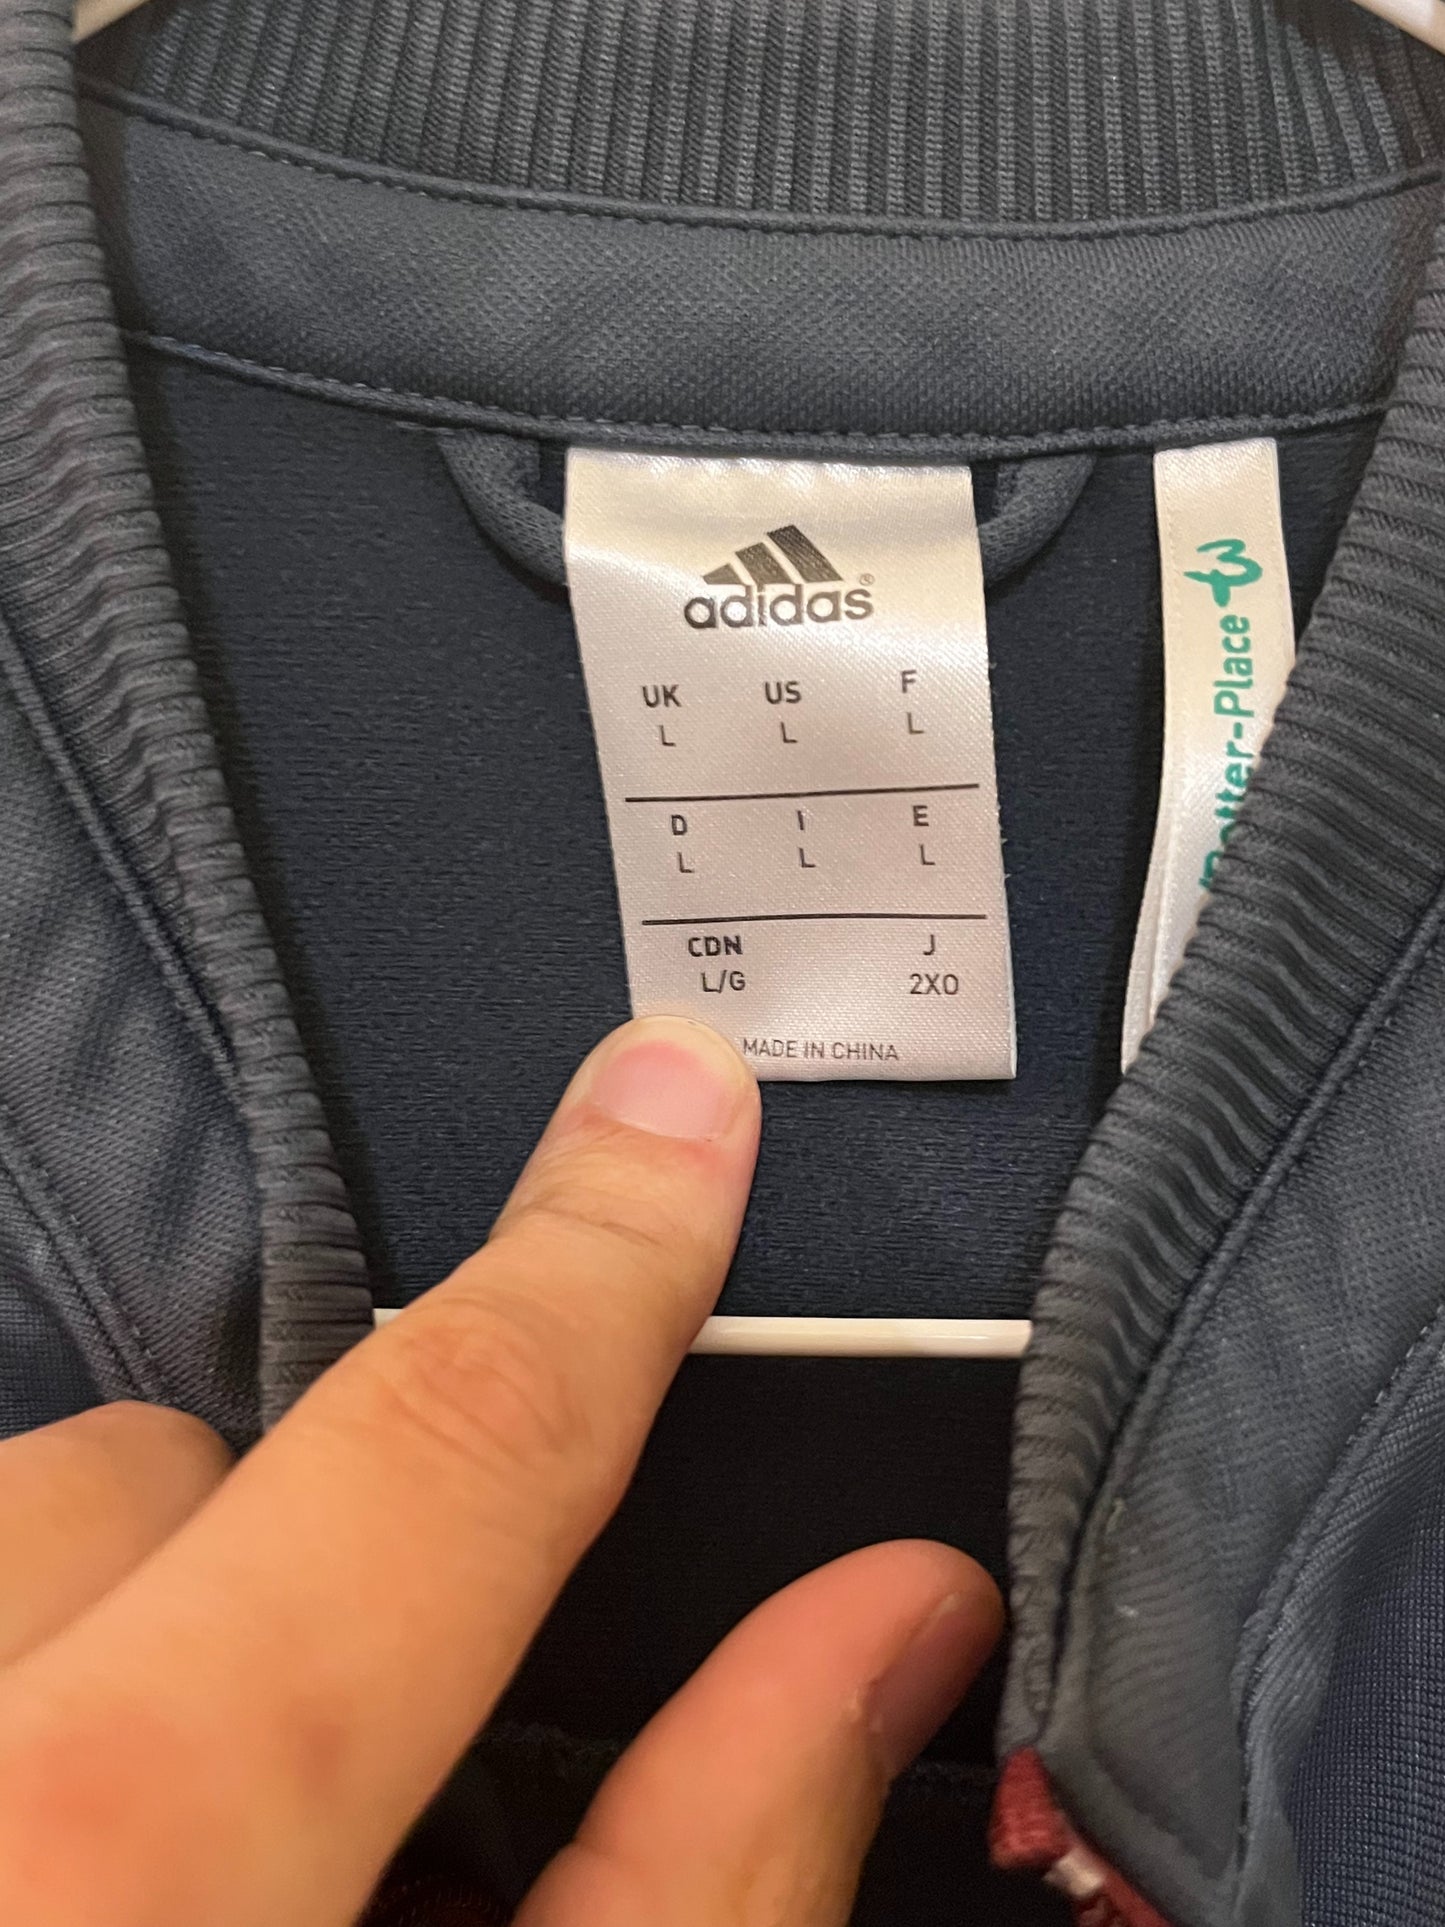 adidas®
UK US F
L L L
D I E
L L L
CDN J
L/G 2XO
MADE IN CHINA
Better-Place